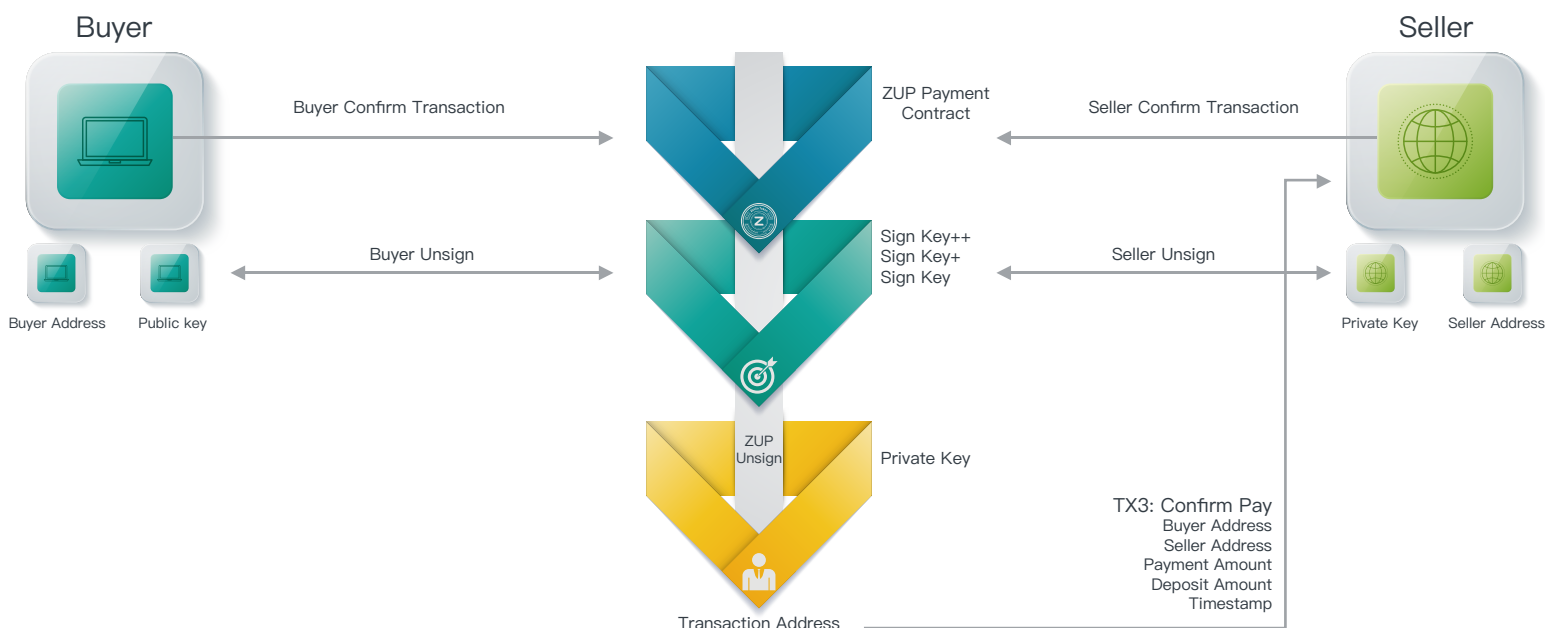 Buyer
Seller
Buyer Confirm Transaction
ZUP Payment
Contract
Seller Confirm Transaction
Z
Buyer Unsign
Sign Key++
Sign Key+
Sign Key
Seller Unsign
Buyer Address
Public key
Private Key
Seller Address
ZUP
Unsign
Private Key
TX3: Confirm Pay
Buyer Address
Seller Address
Payment Amount
Deposit Amount
Timestamp
Transaction Address